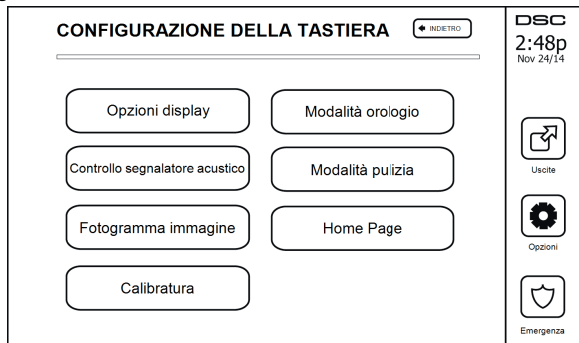 CONFIGURAZIONE DELLA TASTIERA
INDIETRO
DSC
2:48p
Nov 24/14
Opzioni display
Modalità orologio
Controllo segnalatore acustico
Modalità pulizia
Fotogramma immagine
Home Page
Calibratura
Uscite
Opzioni
Emergenza